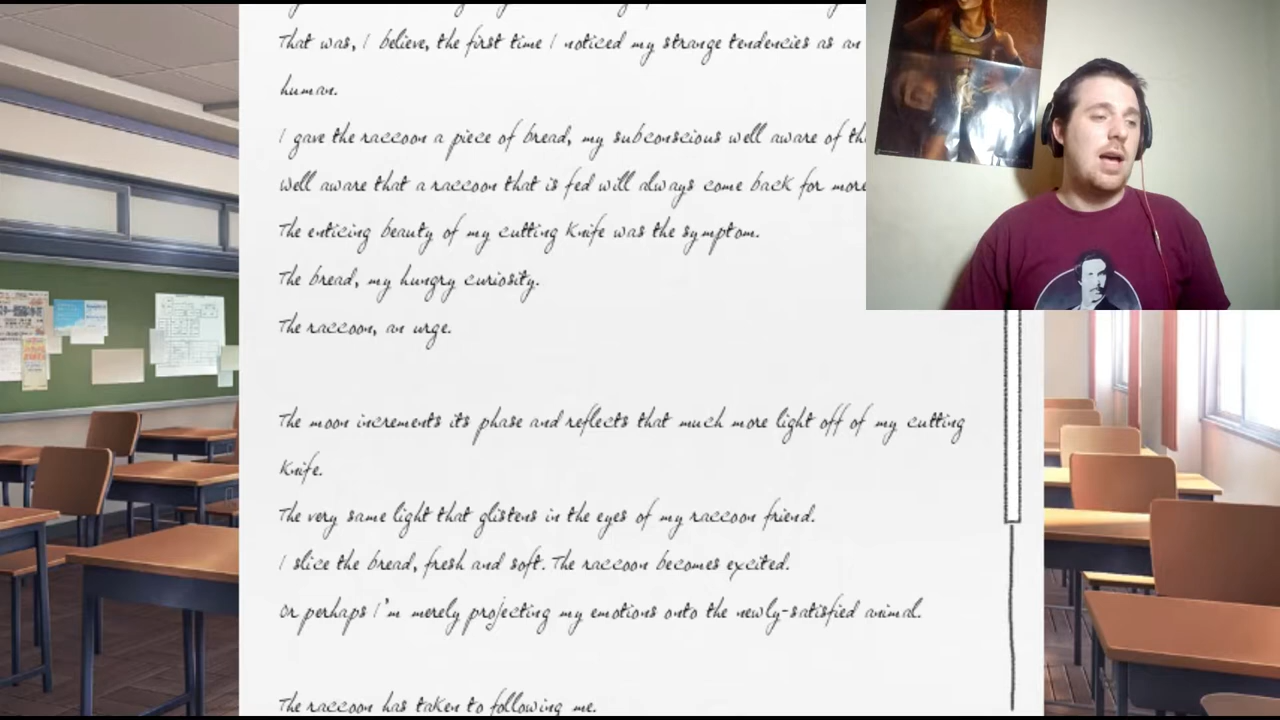 That was, I believe, the first time I noticed my strange tendencies as an
human.
I gave the raccoon a piece of bread, my subconscious well aware of
Well aware that a raccoon that is fed will always come back for more
The enticing beauty of my cutting knife was the symptom.
The bread, my hungry curiosity.
The raccoon, an urge.
The moon increments its phase and reflects that much more light off of my cutting
knife.
The very same light that glistens in the eyes of my raccoon friend.
I slice the bread, fresh and soft. The raccoon becomes excited.
Or perhaps I'm merely projecting my emotions onto the newly-satisfied animal.
The raccoon has taken to following me.